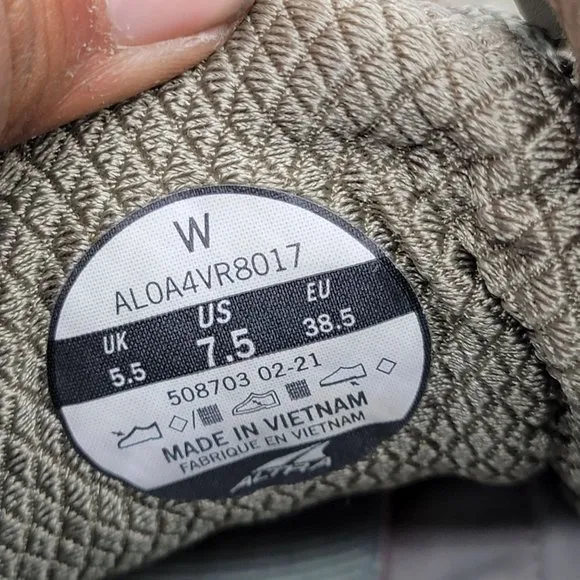 W
AL0A4VR8017
UK US EU
5.5 7.5 38.5
508703 02-21
MADE IN VIETNAM
FABRIQUE EN VIETNAM
ALTRA